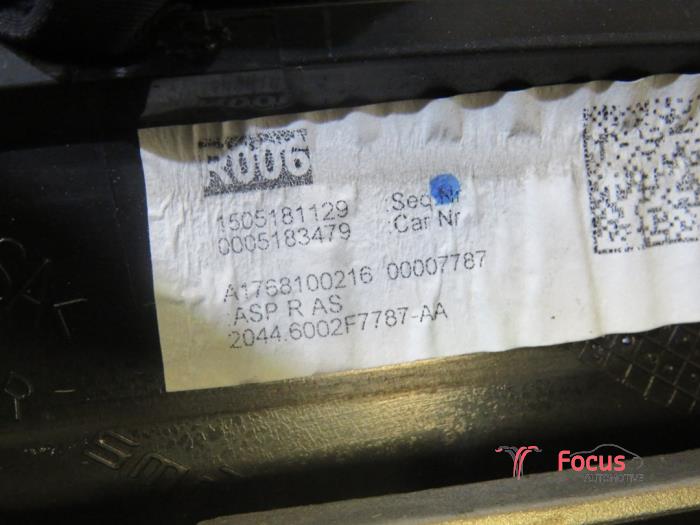 R006
1505181129 :Seq Nr
0005183479 :Car Nr
A1768100216 00007787
:ASP R AS
2044.6002F7787-AA
Focus
AUTOMOTIVE